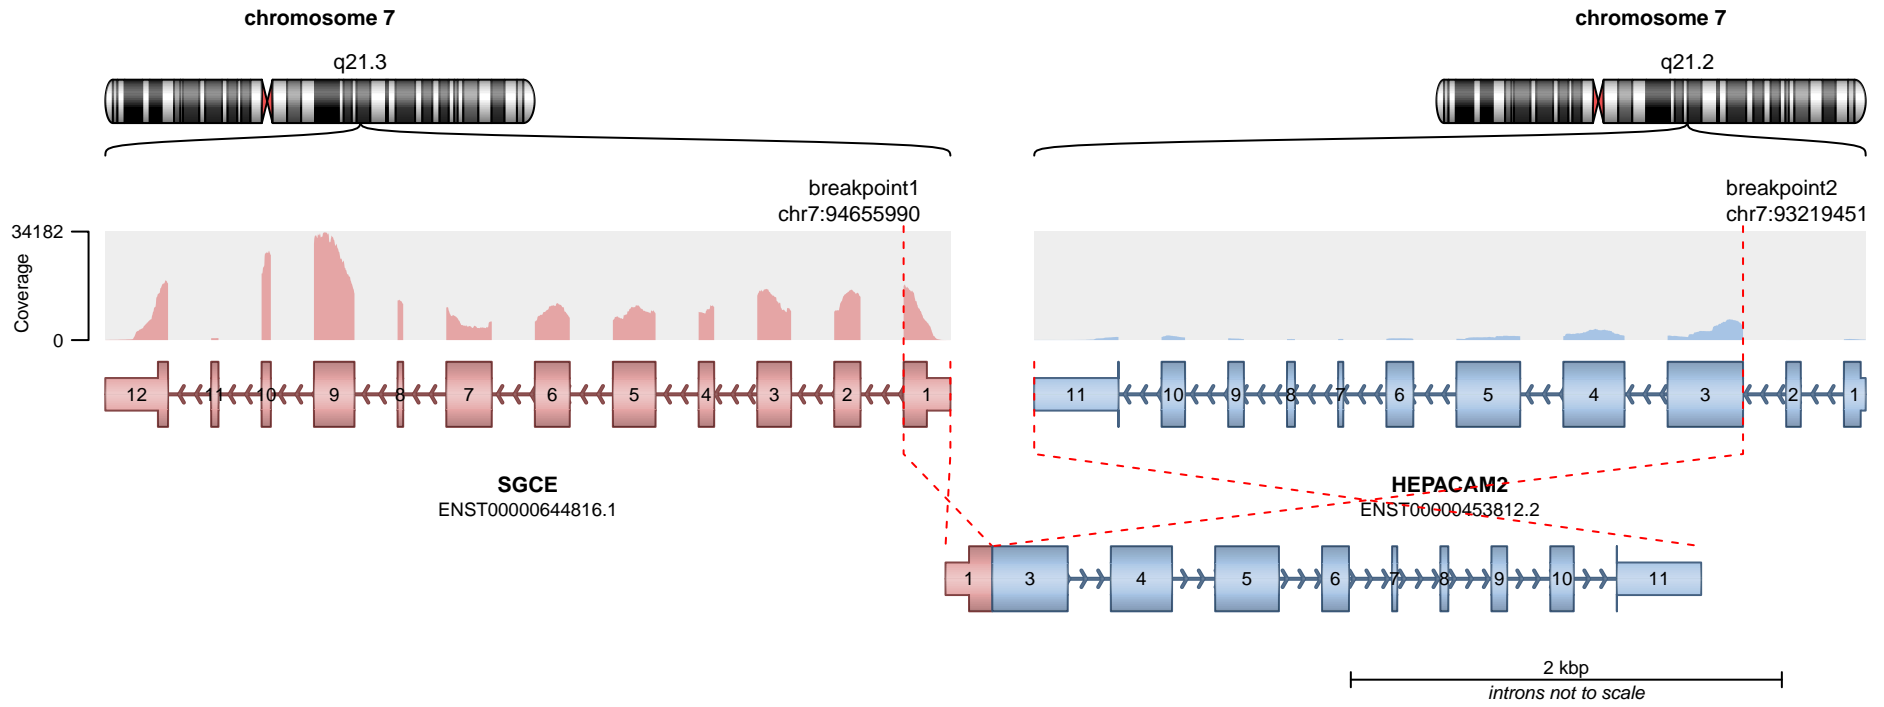 chromosome 7
chromosome 7
q21.3
q21.2
breakpoint1
chr7:94655990
breakpoint2
chr7:93219451
34182
Coverage
0
12 11 10 9 8 7 6 5 4 3 2 1
11 10 9 8 7 6 5 4 3 2 1
SGCE
ENST00000644816.1
HEPACAM2
ENST00000453812.2
1 3 4 5 6 7 8 9 10 11
2 kbp
introns not to scale